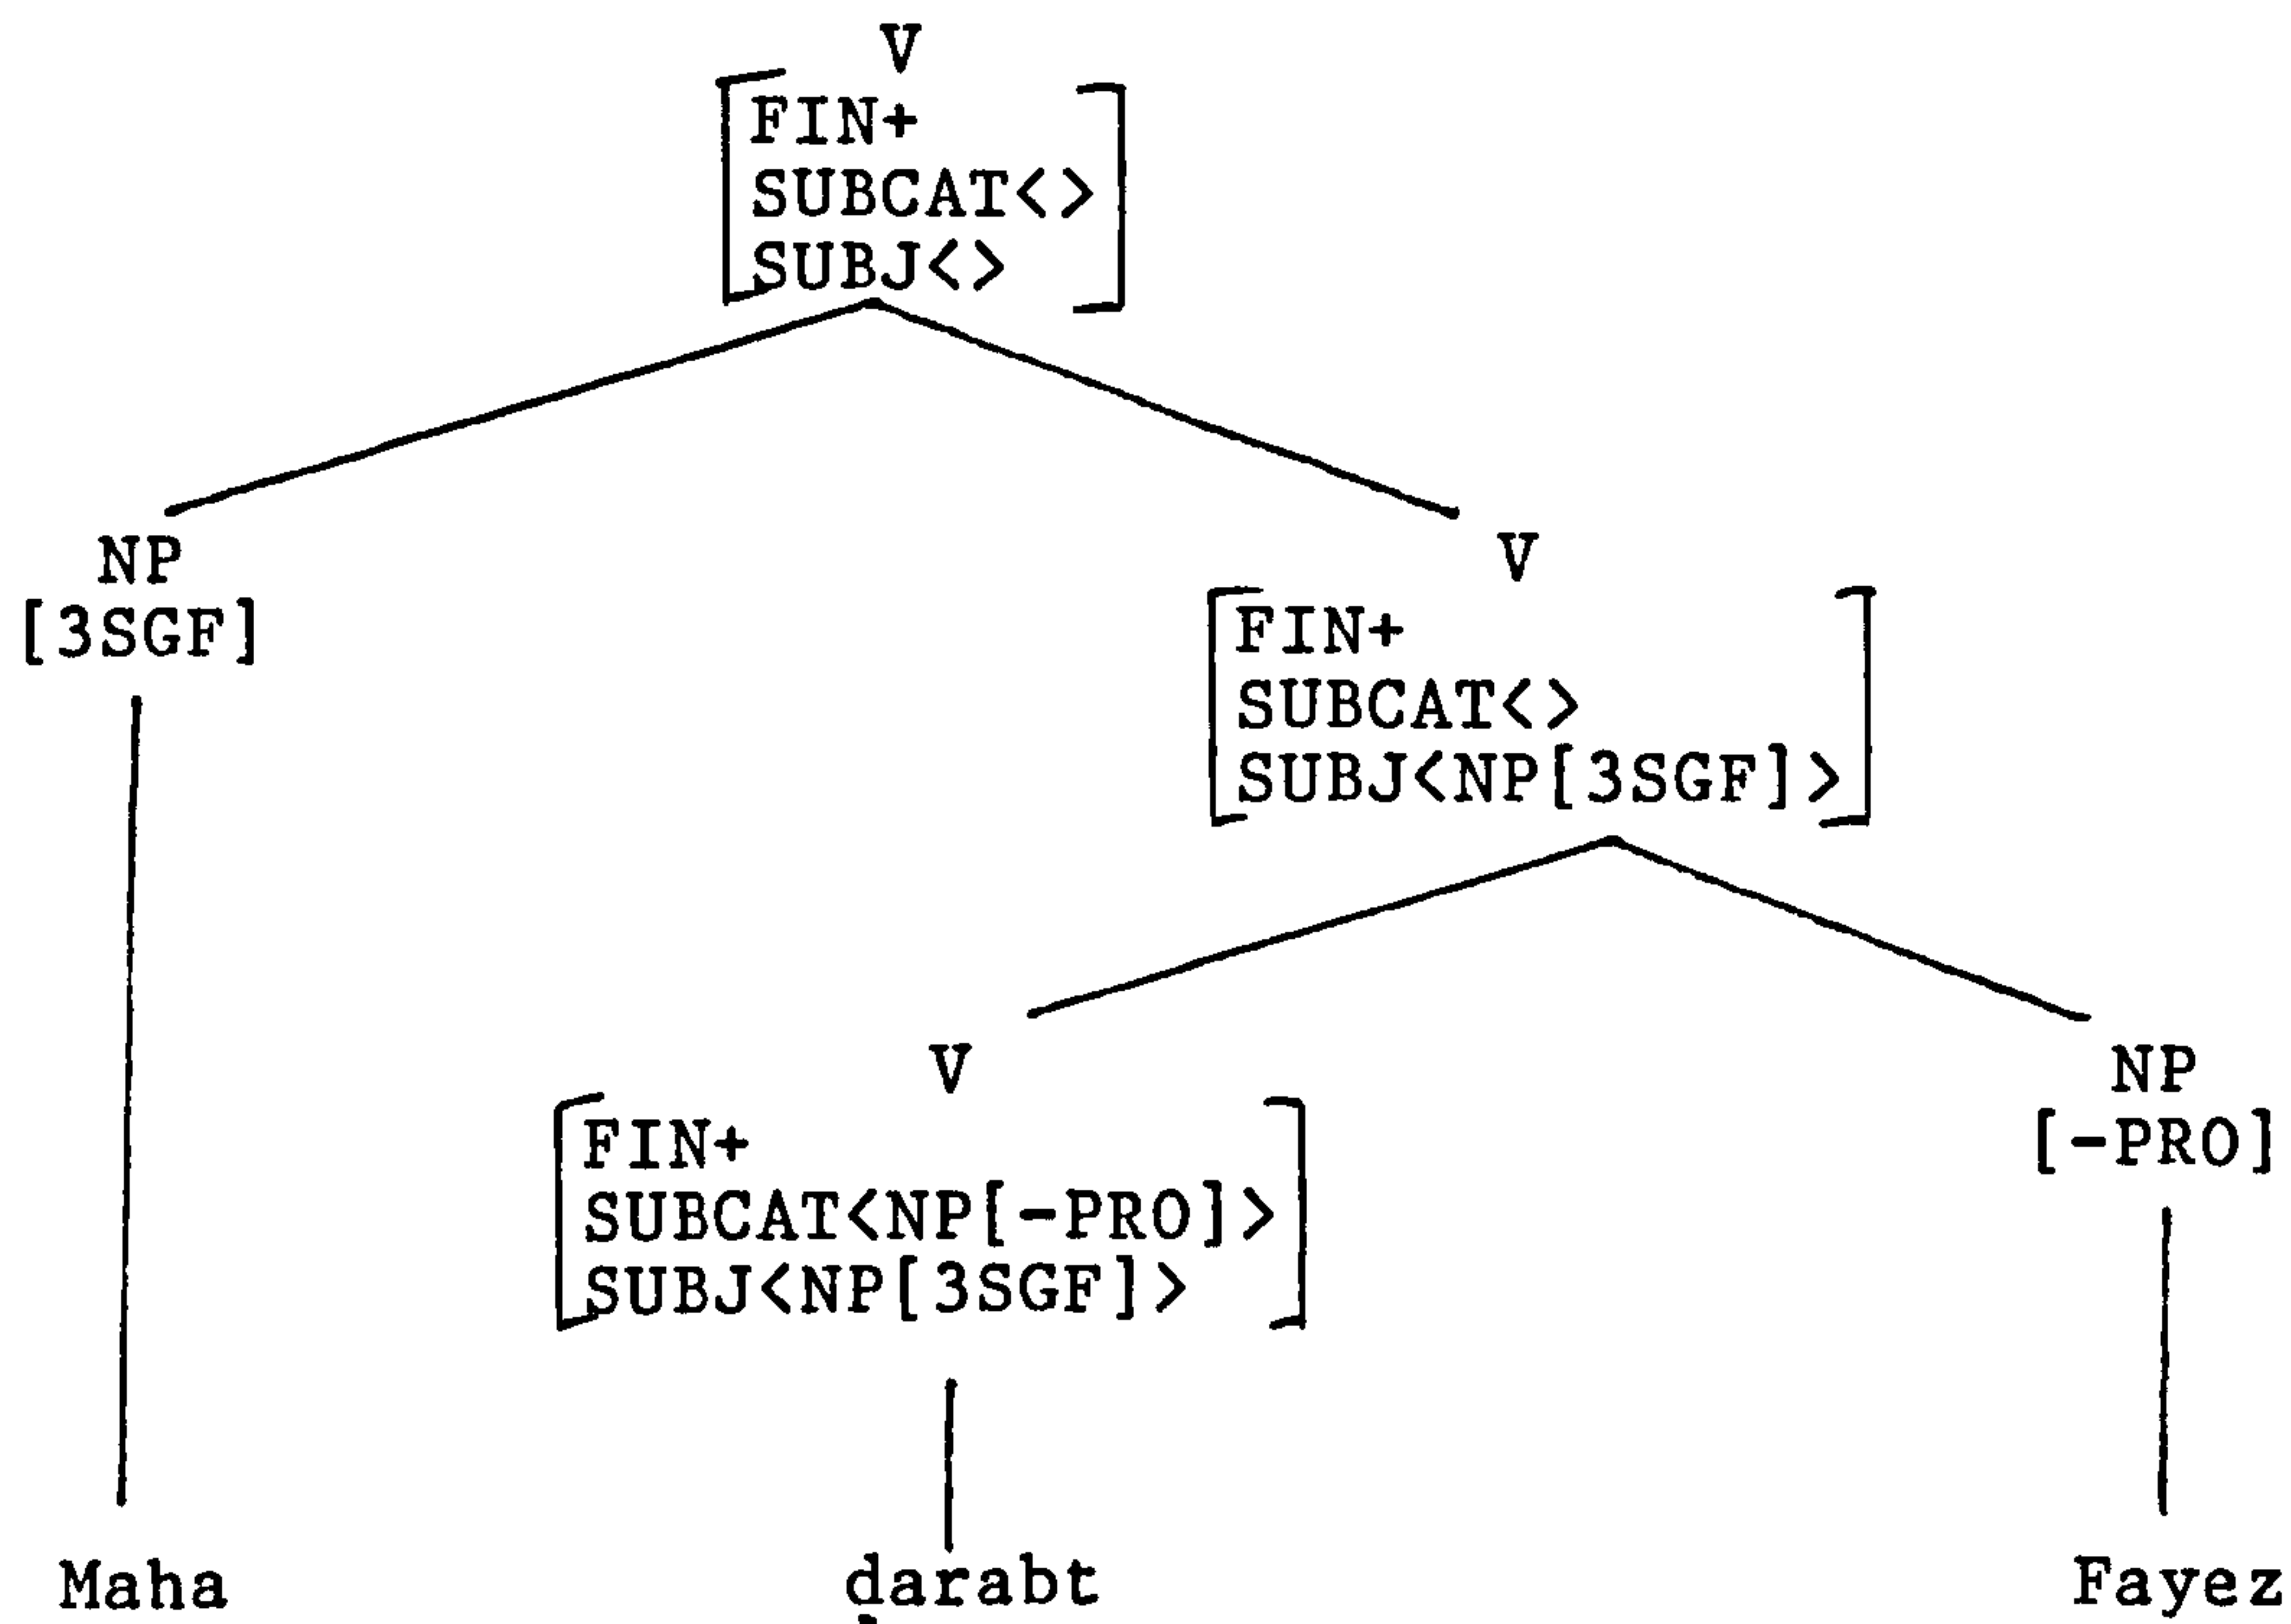 V
FIN+
SUBCAT<>
SUBJ<>
NP
[3SGF]
V
FIN+
SUBCAT<>
SUBJ<NP[3SGF]>
V
FIN+
SUBCAT<NP[-PRO]>
SUBJ<NP[3SGF]>
NP
[-PRO]
Maha ḍarabt Fayez